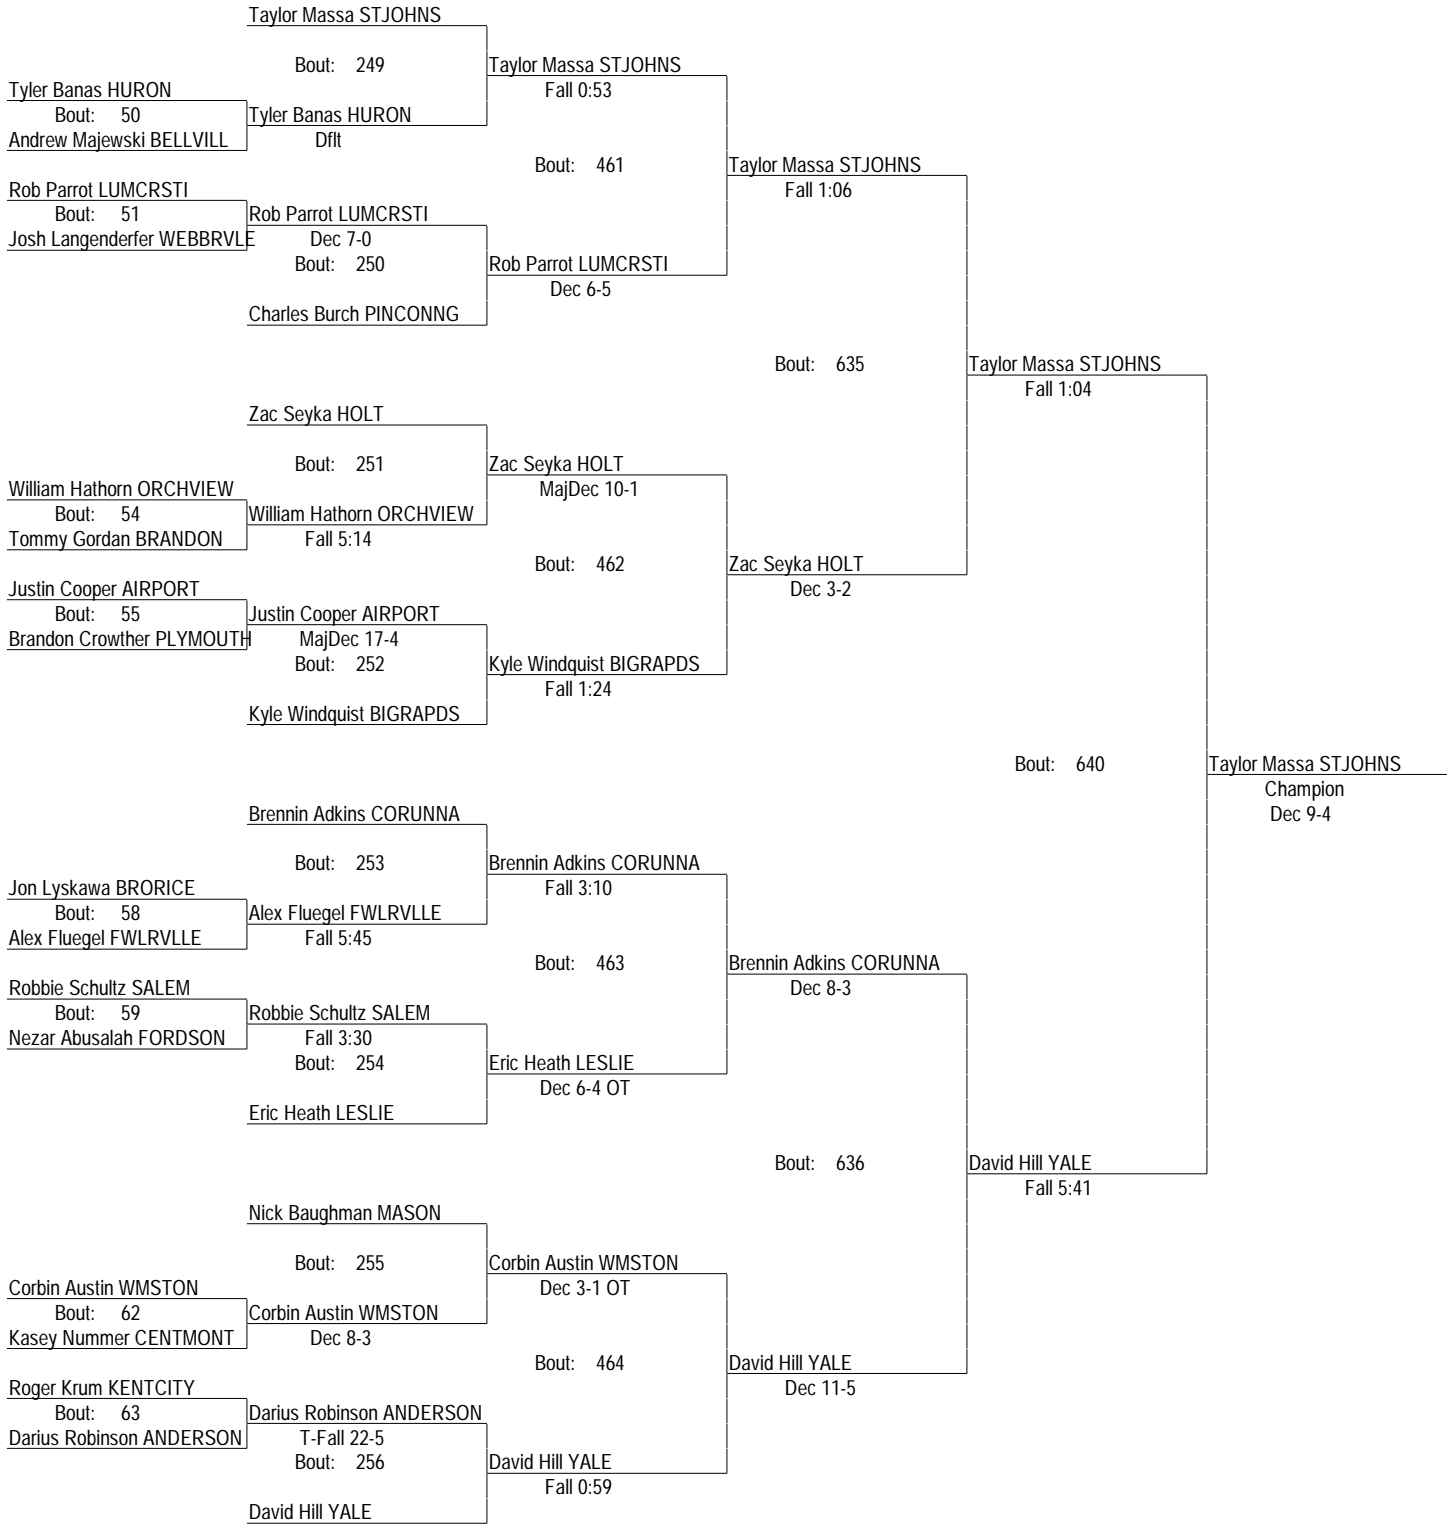 Taylor Massa STJOHNS
Bout: 249
Taylor Massa STJOHNS
Fall 0:53
Tyler Banas HURON
Bout: 50
Tyler Banas HURON
Andrew Majewski BELLVILL
Dflt
Bout: 461
Taylor Massa STJOHNS
Fall 1:06
Rob Parrot LUMCRSTI
Bout: 51
Rob Parrot LUMCRSTI
Josh Langenderfer WEBBRVLE
Dec 7-0
Bout: 250
Rob Parrot LUMCRSTI
Dec 6-5
Charles Burch PINCONNG
Bout: 635
Taylor Massa STJOHNS
Fall 1:04
Zac Seyka HOLT
Bout: 251
Zac Seyka HOLT
MajDec 10-1
William Hathorn ORCHVIEW
Bout: 54
William Hathorn ORCHVIEW
Tommy Gordan BRANDON
Fall 5:14
Bout: 462
Zac Seyka HOLT
Dec 3-2
Justin Cooper AIRPORT
Bout: 55
Justin Cooper AIRPORT
Brandon Crowther PLYMOUTH
MajDec 17-4
Bout: 252
Kyle Windquist BIGRAPDS
Fall 1:24
Kyle Windquist BIGRAPDS
Bout: 640
Taylor Massa STJOHNS
Champion
Dec 9-4
Brennin Adkins CORUNNA
Bout: 253
Brennin Adkins CORUNNA
Fall 3:10
Jon Lyskawa BRORICE
Bout: 58
Alex Fluegel FWLRVLLE
Alex Fluegel FWLRVLLE
Fall 5:45
Bout: 463
Brennin Adkins CORUNNA
Dec 8-3
Robbie Schultz SALEM
Bout: 59
Robbie Schultz SALEM
Nezar Abusalah FORDSON
Fall 3:30
Bout: 254
Eric Heath LESLIE
Dec 6-4 OT
Eric Heath LESLIE
Bout: 636
David Hill YALE
Fall 5:41
Nick Baughman MASON
Bout: 255
Corbin Austin WMSTON
Dec 3-1 OT
Corbin Austin WMSTON
Bout: 62
Corbin Austin WMSTON
Kasey Nummer CENTMONT
Dec 8-3
Bout: 464
David Hill YALE
Dec 11-5
Roger Krum KENTCITY
Bout: 63
Darius Robinson ANDERSON
Darius Robinson ANDERSON
T-Fall 22-5
Bout: 256
David Hill YALE
Fall 0:59
David Hill YALE